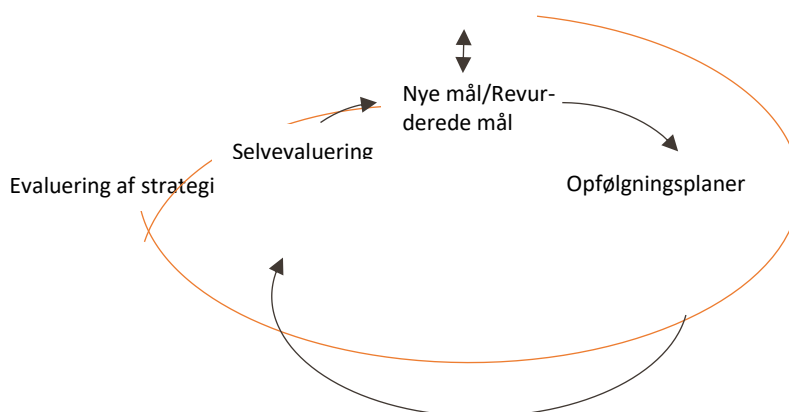 Nye mål/Revur-
derede mål
Selvevaluering
Evaluering af strategi
Opfølgningsplaner